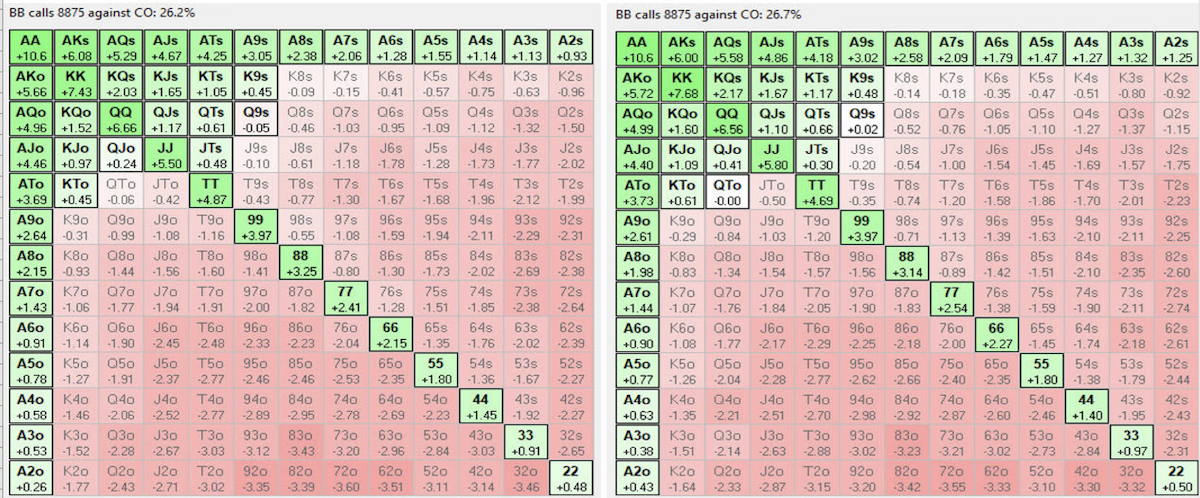 BB calls 8875 against CO: 26.2%
AA AKs AQs AJs ATs A9s A8s A7s A6s A5s A4s A3s A2s
+10.6 +6.08 +5.29 +4.67 +4.25 +3.05 +2.38 +2.06 +1.28 +1.55 +1.14 +1.13 +0.93
AKo KK KQs KJs KTs K9s K8s K7s K6s K5s K4s K3s K2s
+5.66 +7.43 +2.03 +1.65 +1.05 +0.45 -0.09 -0.15 -0.41 -0.57 -0.75 -0.63 -0.96
AQo KQo QQ QJs QTs Q9s Q8s Q7s Q6s Q5s Q4s Q3s Q2s
+4.96 +1.52 +6.66 +1.17 +0.61 -0.05 -0.46 -1.03 -0.95 -1.09 -1.12 -1.32 -1.50
AJo KJo QJo JJ JTs J9s J8s J7s J6s J5s J4s J3s J2s
+4.46 +0.97 +0.24 +5.50 +0.48 -0.10 -0.61 -1.18 -1.78 -1.28 -1.73 -1.77 -2.02
ATo KTo QTo JTo TT T9s T8s T7s T6s T5s T4s T3s T2s
+3.69 +0.45 -0.06 -0.42 +4.87 -0.43 -0.77 -1.30 -1.67 -1.68 -1.96 -2.12 -1.99
A9o K9o Q9o J9o T9o 99 98s 97s 96s 95s 94s 93s 92s
+2.64 -0.31 -0.99 -1.08 -1.16 +3.97 -0.55 -1.08 -1.59 -1.94 -2.11 -2.29 -2.31
A8o K8o Q8o J8o T8o 98o 88 87s 86s 85s 84s 83s 82s
+2.15 -0.93 -1.44 -1.56 -1.60 -1.41 +3.25 -0.80 -1.30 -1.73 -2.02 -2.69 -2.38
A7o K7o Q7o J7o T7o 97o 87o 77 76s 75s 74s 73s 72s
+1.43 -1.06 -1.77 -1.94 -1.91 -2.00 -1.82 +2.41 -1.28 -1.51 -1.85 -2.38 -2.64
A6o K6o Q6o J6o T6o 96o 86o 76o 66 65s 64s 63s 62s
+0.91 -1.14 -1.90 -2.45 -2.48 -2.33 -2.23 -2.04 +2.15 -1.35 -1.76 -2.02 -2.39
A5o K5o Q5o J5o T5o 95o 85o 75o 65o 55 54s 53s 52s
+0.78 -1.27 -1.91 -2.37 -2.77 -2.46 -2.46 -2.53 -2.35 +1.80 -1.36 -1.67 -2.27
A4o K4o Q4o J4o T4o 94o 84o 74o 64o 54o 44 43s 42s
+0.58 -1.46 -2.06 -2.52 -2.77 -2.89 -2.95 -2.78 -2.69 -2.23 +1.45 -1.92 -2.27
A3o K3o Q3o J3o T3o 93o 83o 73o 63o 53o 43o 33 32s
+0.53 -1.52 -2.28 -2.67 -3.03 -3.12 -3.43 -3.20 -2.96 -2.84 -3.03 +0.91 -2.65
A2o K2o Q2o J2o T2o 92o 82o 72o 62o 52o 42o 32o 22
+0.26 -1.77 -2.43 -2.71 -3.02 -3.35 -3.39 -3.60 -3.51 -3.11 -3.14 -3.46 +0.48
BB calls 8875 against CO: 26.7%
AA AKs AQs AJs ATs A9s A8s A7s A6s A5s A4s A3s A2s
+10.6 +6.00 +5.58 +4.86 +4.18 +3.02 +2.58 +2.09 +1.79 +1.47 +1.27 +1.32 +1.25
AKo KK KQs KJs KTs K9s K8s K7s K6s K5s K4s K3s K2s
+5.72 +7.68 +2.17 +1.67 +1.17 +0.48 -0.14 -0.18 -0.35 -0.47 -0.51 -0.80 -0.92
AQo KQo QQ QJs QTs Q9s Q8s Q7s Q6s Q5s Q4s Q3s Q2s
+4.99 +1.60 +6.56 +1.10 +0.66 +0.02 -0.52 -0.76 -1.05 -1.10 -1.27 -1.37 -1.15
AJo KJo QJo JJ JTs J9s J8s J7s J6s J5s J4s J3s J2s
+4.40 +1.09 +0.41 +5.80 +0.30 -0.20 -0.54 -1.00 -1.54 -1.45 -1.69 -1.57 -1.75
ATo KTo QTo JTo TT T9s T8s T7s T6s T5s T4s T3s T2s
+3.73 +0.61 -0.00 -0.50 +4.69 -0.35 -0.74 -1.20 -1.58 -1.86 -1.70 -2.01 -2.23
A9o K9o Q9o J9o T9o 99 98s 97s 96s 95s 94s 93s 92s
+2.61 -0.29 -0.84 -1.03 -1.20 +3.97 -0.71 -1.13 -1.39 -1.63 -2.10 -2.11 -2.25
A8o K8o Q8o J8o T8o 98o 88 87s 86s 85s 84s 83s 82s
+1.98 -0.83 -1.34 -1.54 -1.57 -1.56 +3.14 -0.89 -1.42 -1.51 -2.10 -2.35 -2.60
A7o K7o Q7o J7o T7o 97o 87o 77 76s 75s 74s 73s 72s
+1.44 -1.07 -1.76 -1.84 -2.05 -1.90 -1.83 +2.54 -1.38 -1.59 -1.90 -2.11 -2.74
A6o K6o Q6o J6o T6o 96o 86o 76o 66 65s 64s 63s 62s
+0.90 -1.08 -1.77 -2.17 -2.29 -2.25 -2.18 -2.00 +2.27 -1.45 -1.74 -2.18 -2.61
A5o K5o Q5o J5o T5o 95o 85o 75o 65o 55 54s 53s 52s
+0.77 -1.26 -2.04 -2.28 -2.77 -2.62 -2.66 -2.40 -2.35 +1.80 -1.38 -1.79 -2.44
A4o K4o Q4o J4o T4o 94o 84o 74o 64o 54o 44 43s 42s
+0.63 -1.35 -2.21 -2.51 -2.70 -2.98 -2.92 -2.87 -2.60 -2.46 +1.40 -1.95 -2.43
A3o K3o Q3o J3o T3o 93o 83o 73o 63o 53o 43o 33 32s
+0.38 -1.51 -2.14 -2.63 -2.88 -3.02 -3.23 -3.21 -3.02 -2.73 -2.84 +0.97 -2.31
A2o K2o Q2o J2o T2o 92o 82o 72o 62o 52o 42o 32o 22
+0.43 -1.64 -2.33 -2.87 -3.15 -3.20 -3.42 -3.55 -3.33 -3.10 -3.30 -3.32 +0.50